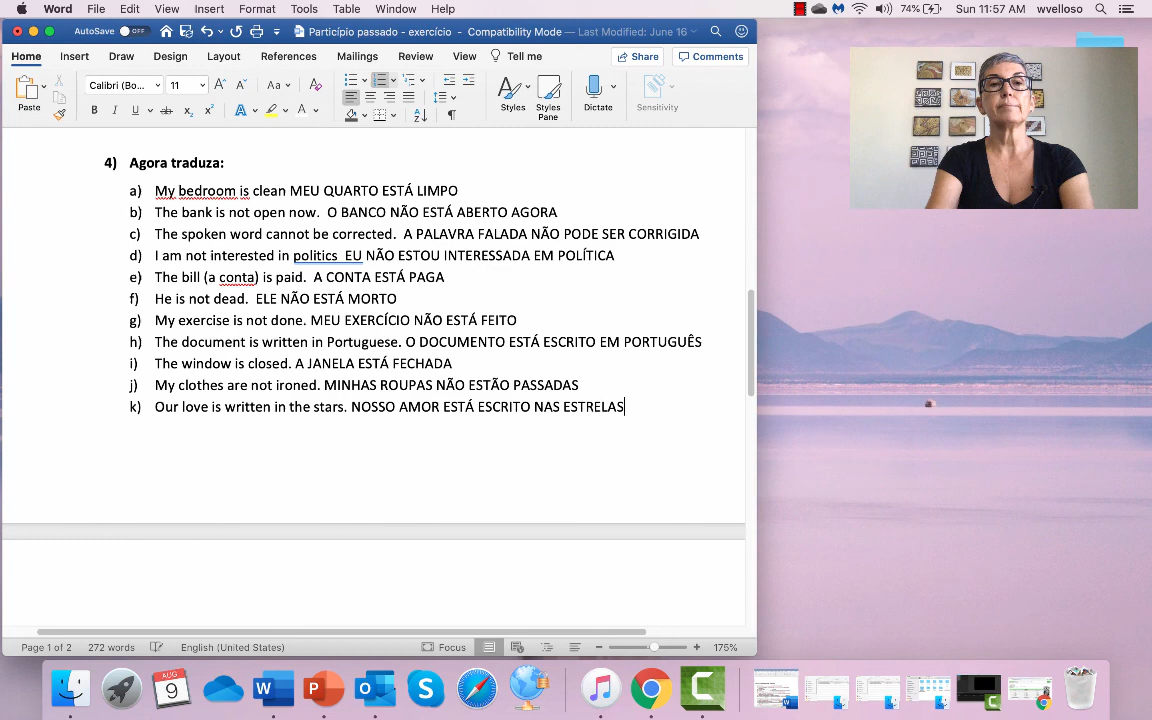 Word File Edit View Insert Format Tools Table Window Help 74% Sun 11:57 AM wvelloso
AutoSave OFF Particípio passado - exercício - Compatibility Mode — Last Modified: June 16
Home Insert Draw Design Layout References Mailings Review View Tell me Share Comments
Paste Calibri (Bo... 11 Styles Styles Pane Dictate Sensitivity
4) Agora traduza:
a) My bedroom is clean MEU QUARTO ESTÁ LIMPO
b) The bank is not open now. O BANCO NÃO ESTÁ ABERTO AGORA
c) The spoken word cannot be corrected. A PALAVRA FALADA NÃO PODE SER CORRIGIDA
d) I am not interested in politics EU NÃO ESTOU INTERESSADA EM POLÍTICA
e) The bill (a conta) is paid. A CONTA ESTÁ PAGA
f) He is not dead. ELE NÃO ESTÁ MORTO
g) My exercise is not done. MEU EXERCÍCIO NÃO ESTÁ FEITO
h) The document is written in Portuguese. O DOCUMENTO ESTÁ ESCRITO EM PORTUGUÊS
i) The window is closed. A JANELA ESTÁ FECHADA
j) My clothes are not ironed. MINHAS ROUPAS NÃO ESTÃO PASSADAS
k) Our love is written in the stars. NOSSO AMOR ESTÁ ESCRITO NAS ESTRELAS
Page 1 of 2 272 words English (United States) Focus 175%
AUG
9